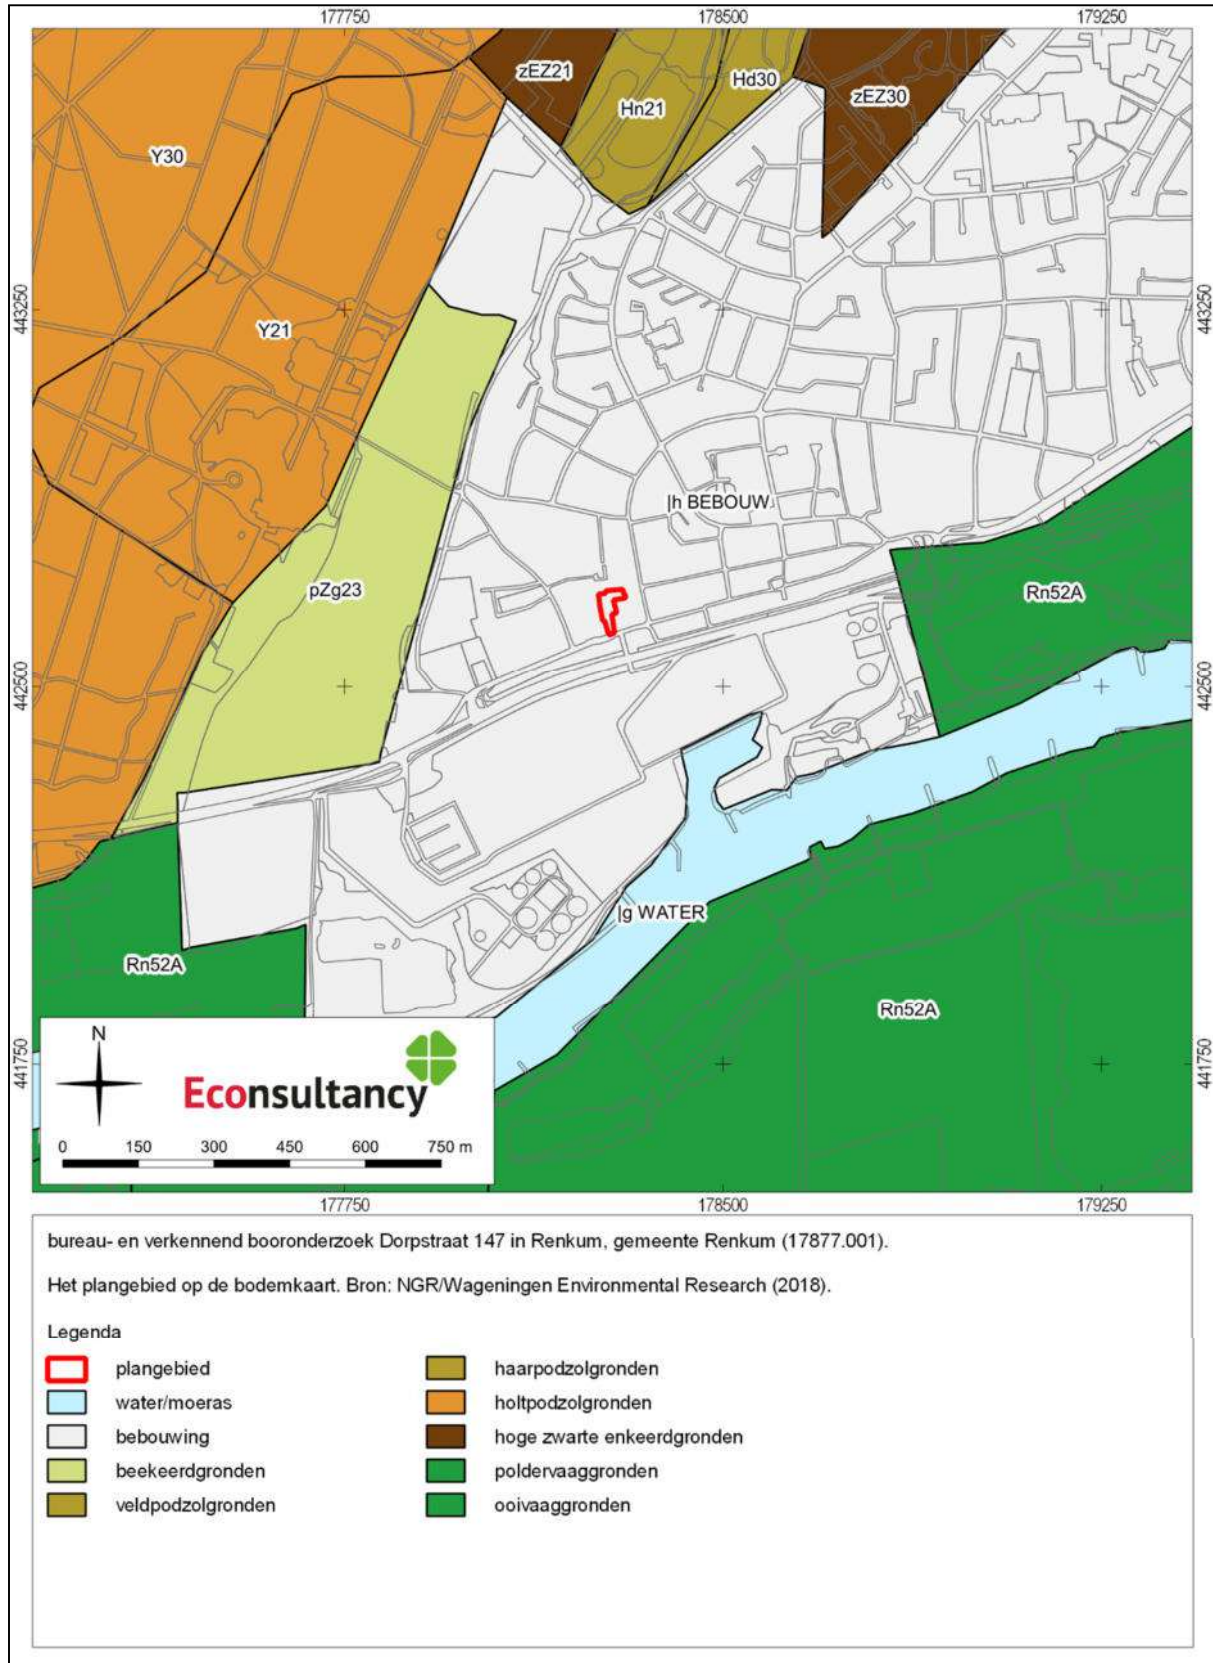 177750 178500 179250
zEZ21
Hd30
Hn21
zEZ30
Y30
443250
443250
Y21
|h BEBOUW
pZg23
Rn52A
442500
442500
|g WATER
Rn52A
Rn52A
441750
441750
N
Econsultancy
0 150 300 450 600 750 m
177750 178500 179250
bureau- en verkennend booronderzoek Dorpstraat 147 in Renkum, gemeente Renkum (17877.001).
Het plangebied op de bodemkaart. Bron: NGR/Wageningen Environmental Research (2018).
Legenda
plangebied
water/moeras
bebouwing
beekeerdgronden
veldpodzolgronden
haarpodzolgronden
holtpodzolgronden
hoge zwarte enkeerdgronden
poldervaaggronden
ooivaaggronden